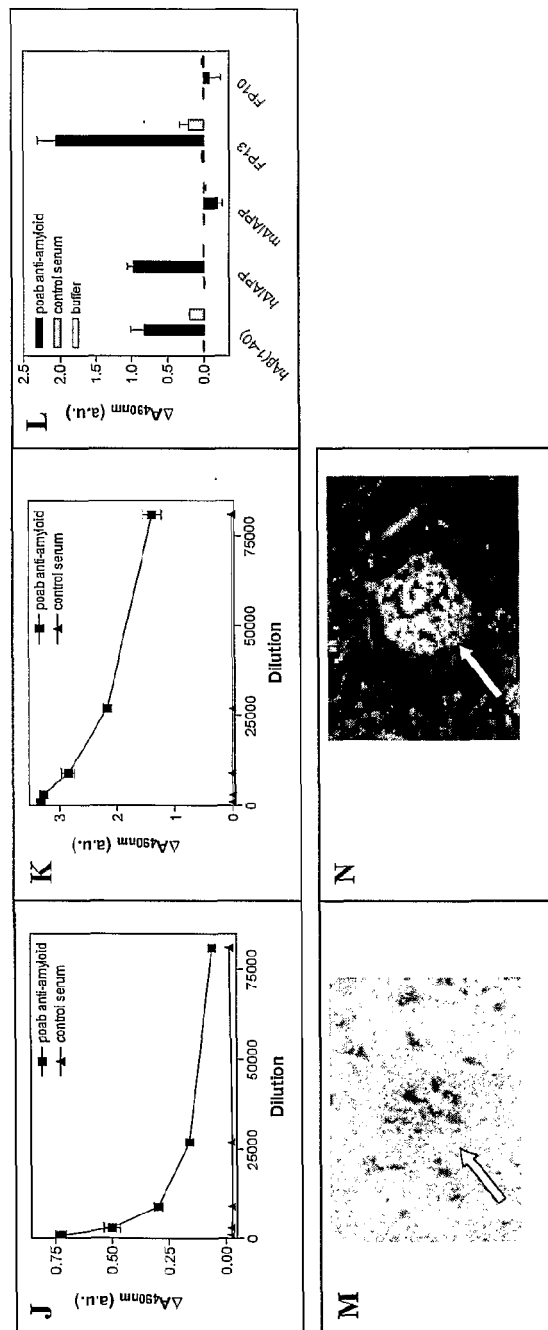 J
ΔA490nm (a.u.)
0.75
0.50
0.25
0.00
poab anti-amyloid
control serum
0
25000
50000
75000
Dilution
K
ΔA490nm (a.u.)
3
2
1
0
poab anti-amyloid
control serum
0
25000
50000
75000
Dilution
L
ΔA490nm (a.u.)
2.5
2.0
1.5
1.0
0.5
0.0
poab anti-amyloid
control serum
buffer
hAβ(1-40)
hΔIAPP
mΔIAPP
FP13
FP10
M
N